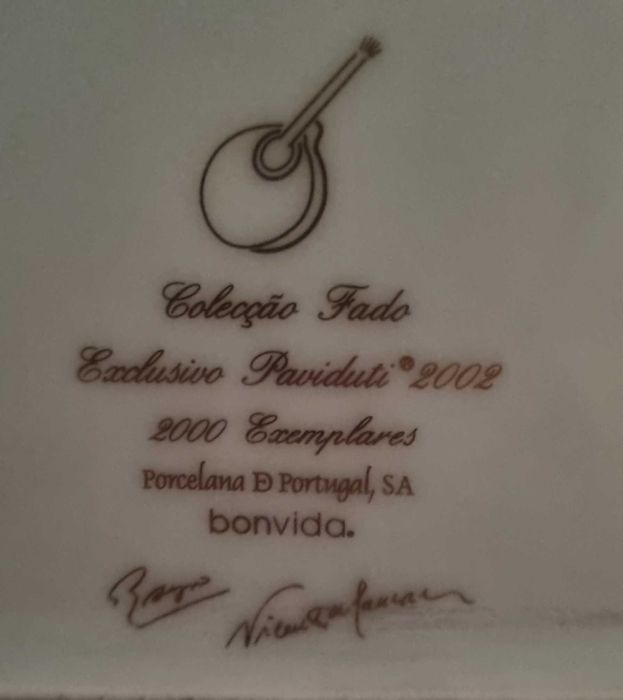 Colecção Fado
Exclusivo Paviduti® 2002
2000 Exemplares
Porcelana D Portugal, SA
bonvida.